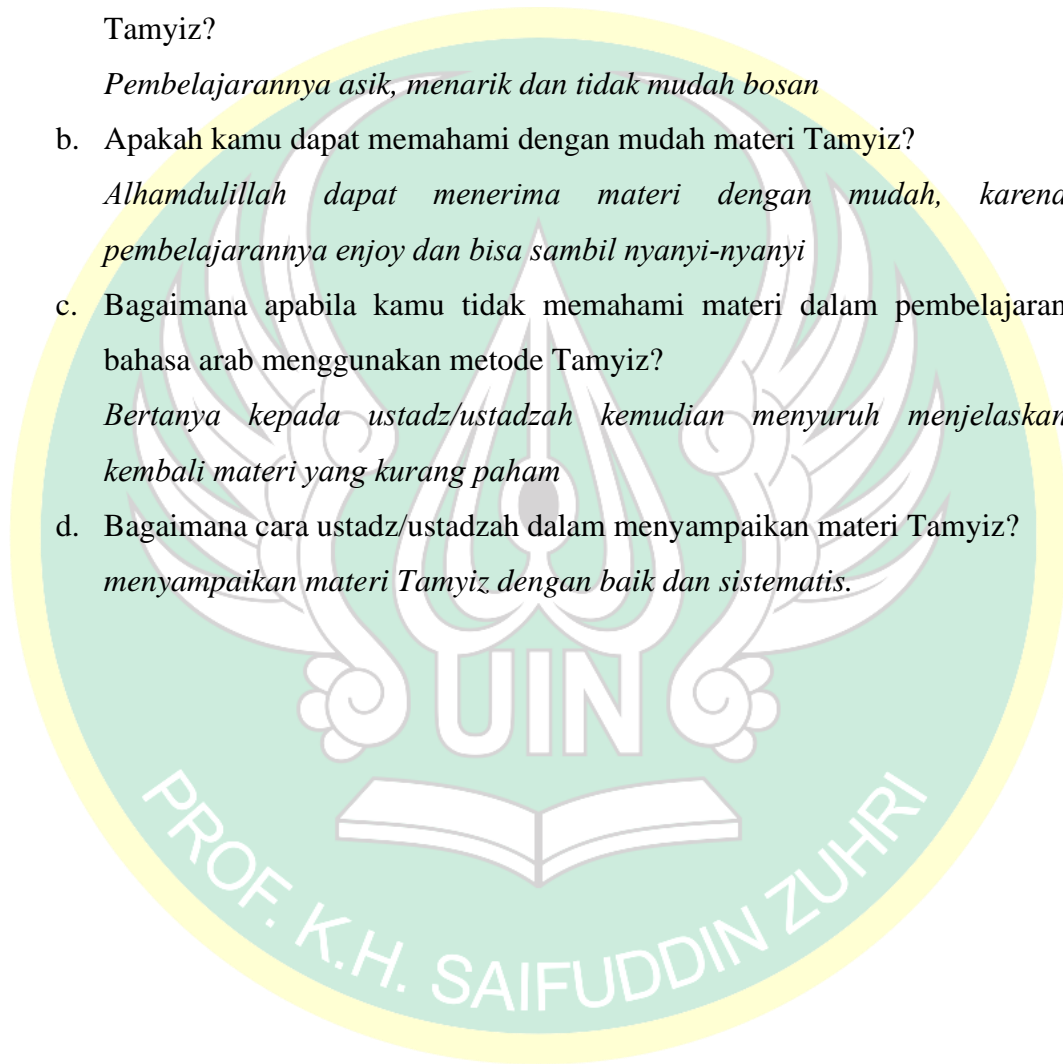 Tamyiz?
Pembelajarannya asik, menarik dan tidak mudah bosan
b. Apakah kamu dapat memahami dengan mudah materi Tamyiz?
Alhamdulillah dapat menerima materi dengan mudah, karena
pembelajarannya enjoy dan bisa sambil nyanyi-nyanyi
c. Bagaimana apabila kamu tidak memahami materi dalam pembelajaran
bahasa arab menggunakan metode Tamyiz?
Bertanya kepada ustadz/ustadzah kemudian menyuruh menjelaskan
kembali materi yang kurang paham
d. Bagaimana cara ustadz/ustadzah dalam menyampaikan materi Tamyiz?
menyampaikan materi Tamyiz dengan baik dan sistematis.
UIN
PROF. K.H. SAIFUDDIN ZUHRI